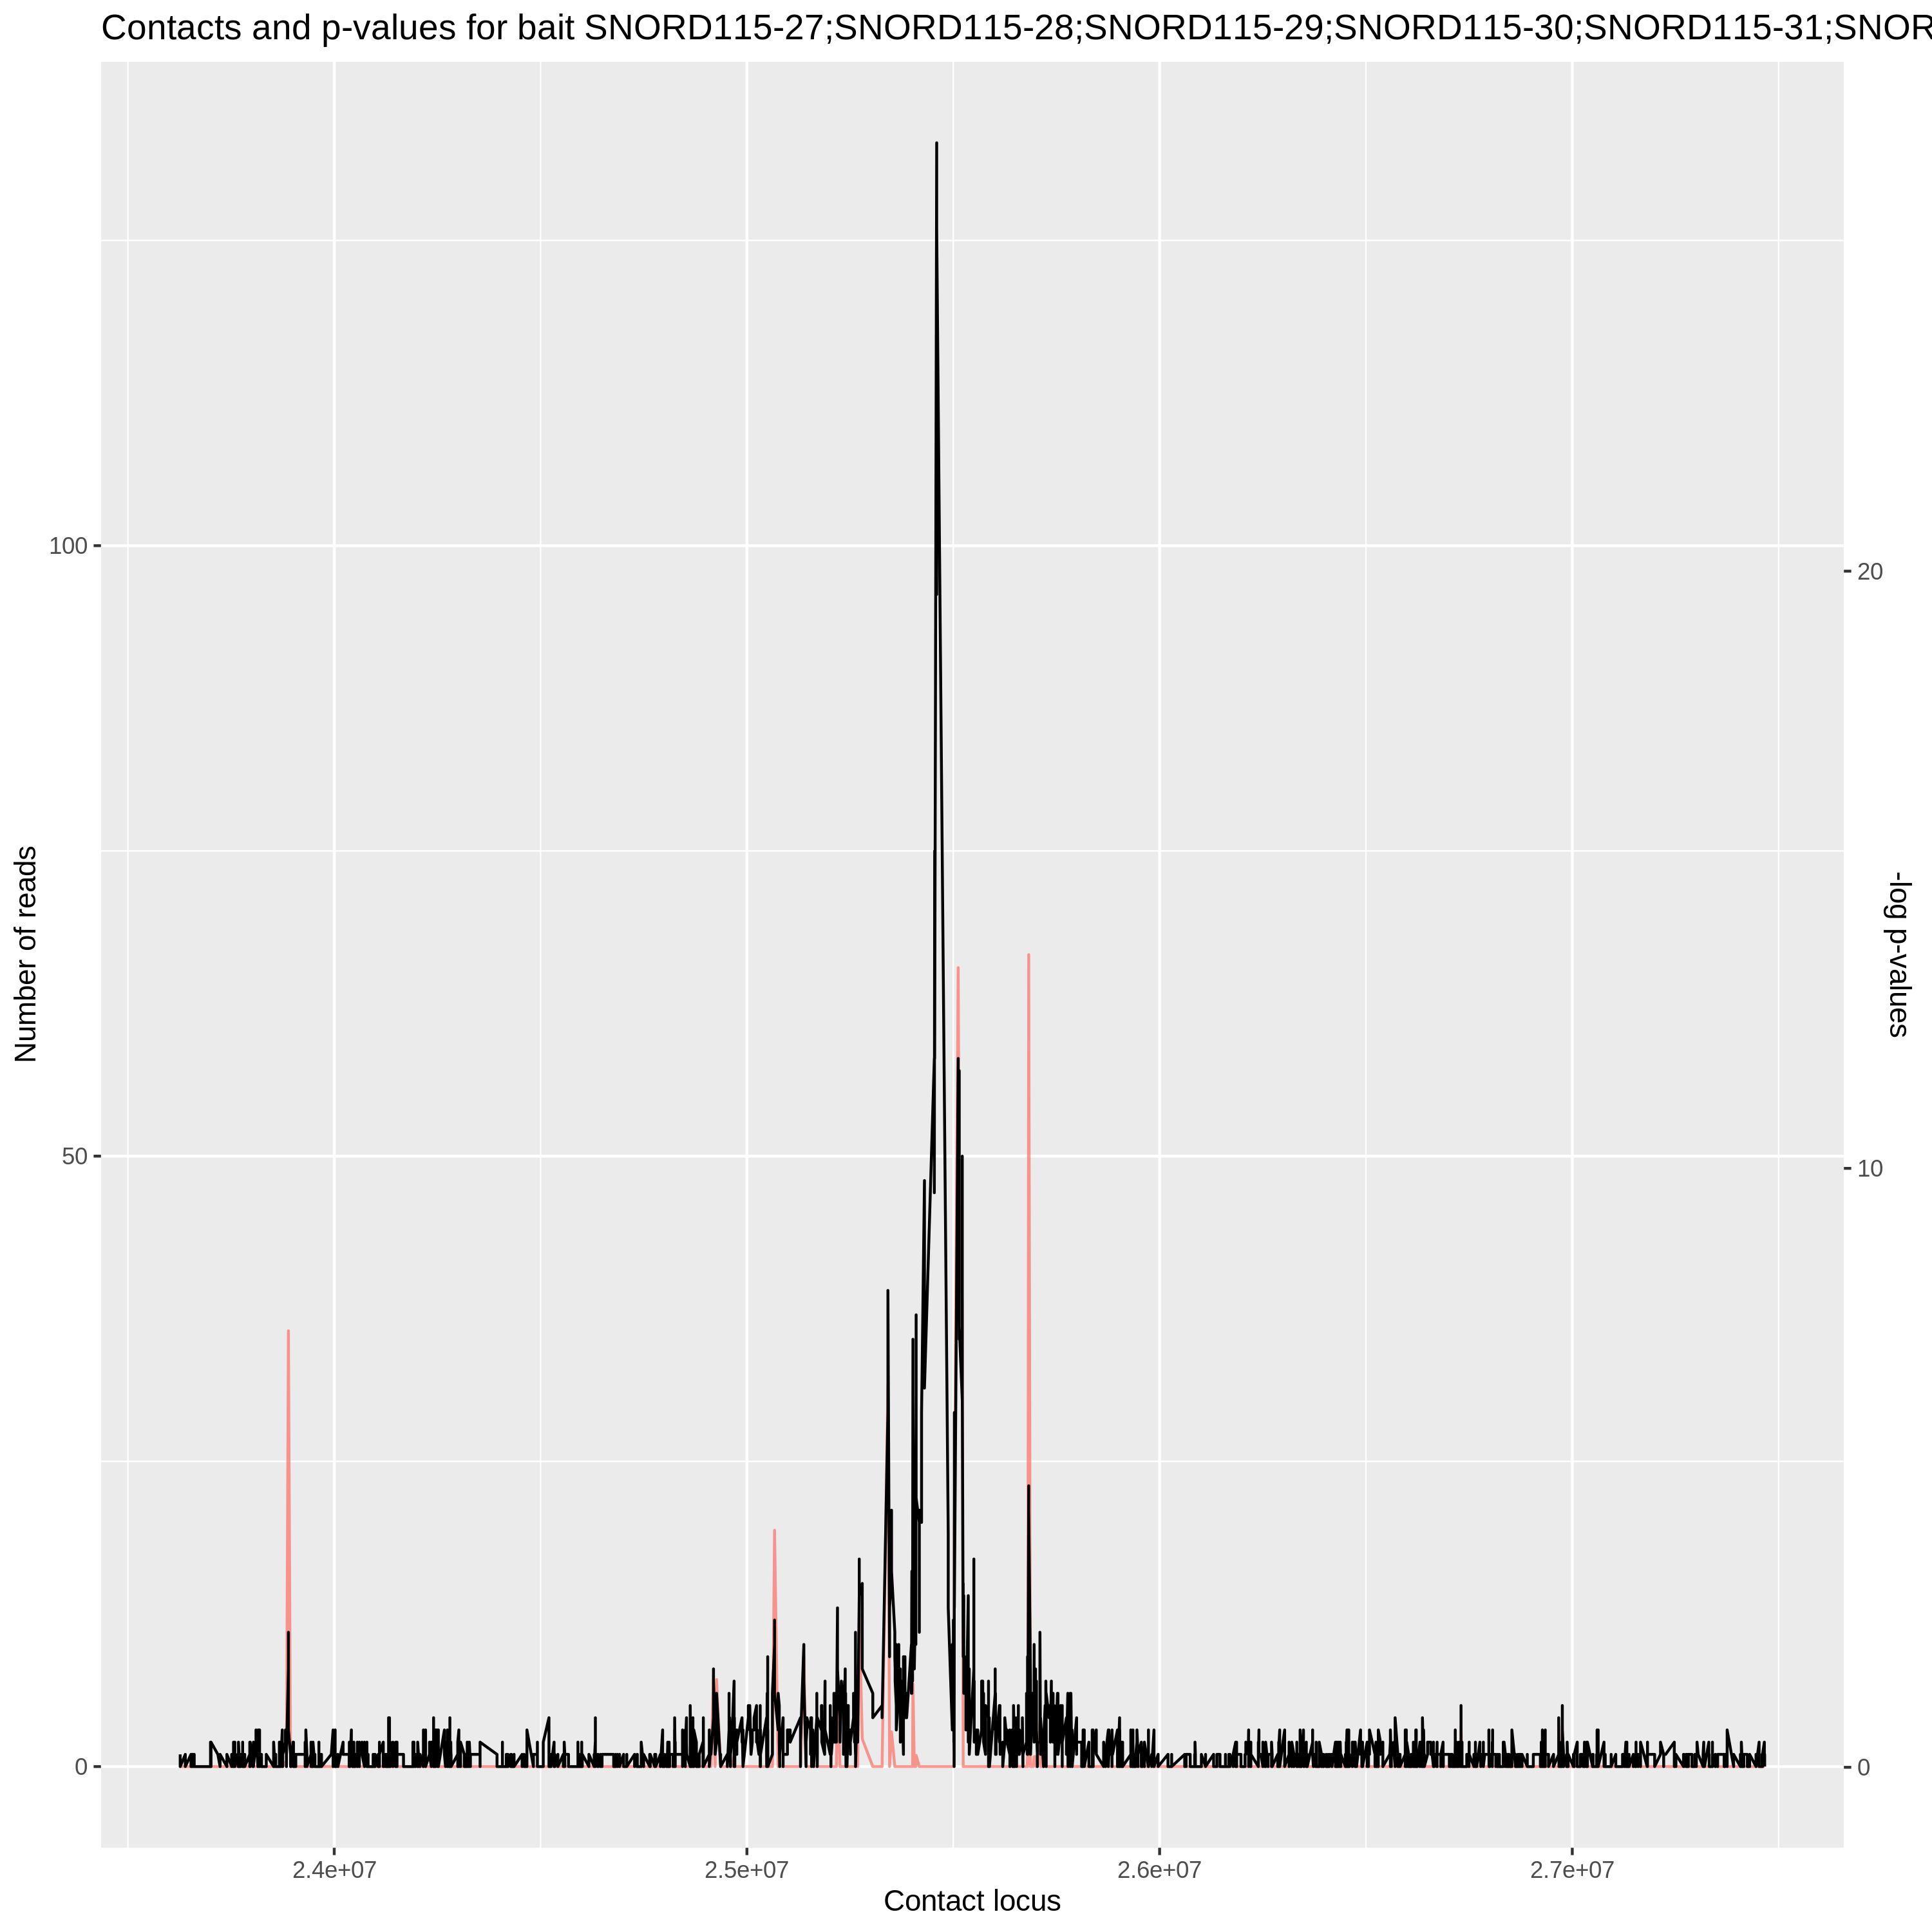 Contacts and p-values for bait SNORD115-27;SNORD115-28;SNORD115-29;SNORD115-30;SNORD115-31;SNOR
Number of reads
100
50
0
20
10
0
-log p-values
2.4e+07 2.5e+07 2.6e+07 2.7e+07
Contact locus